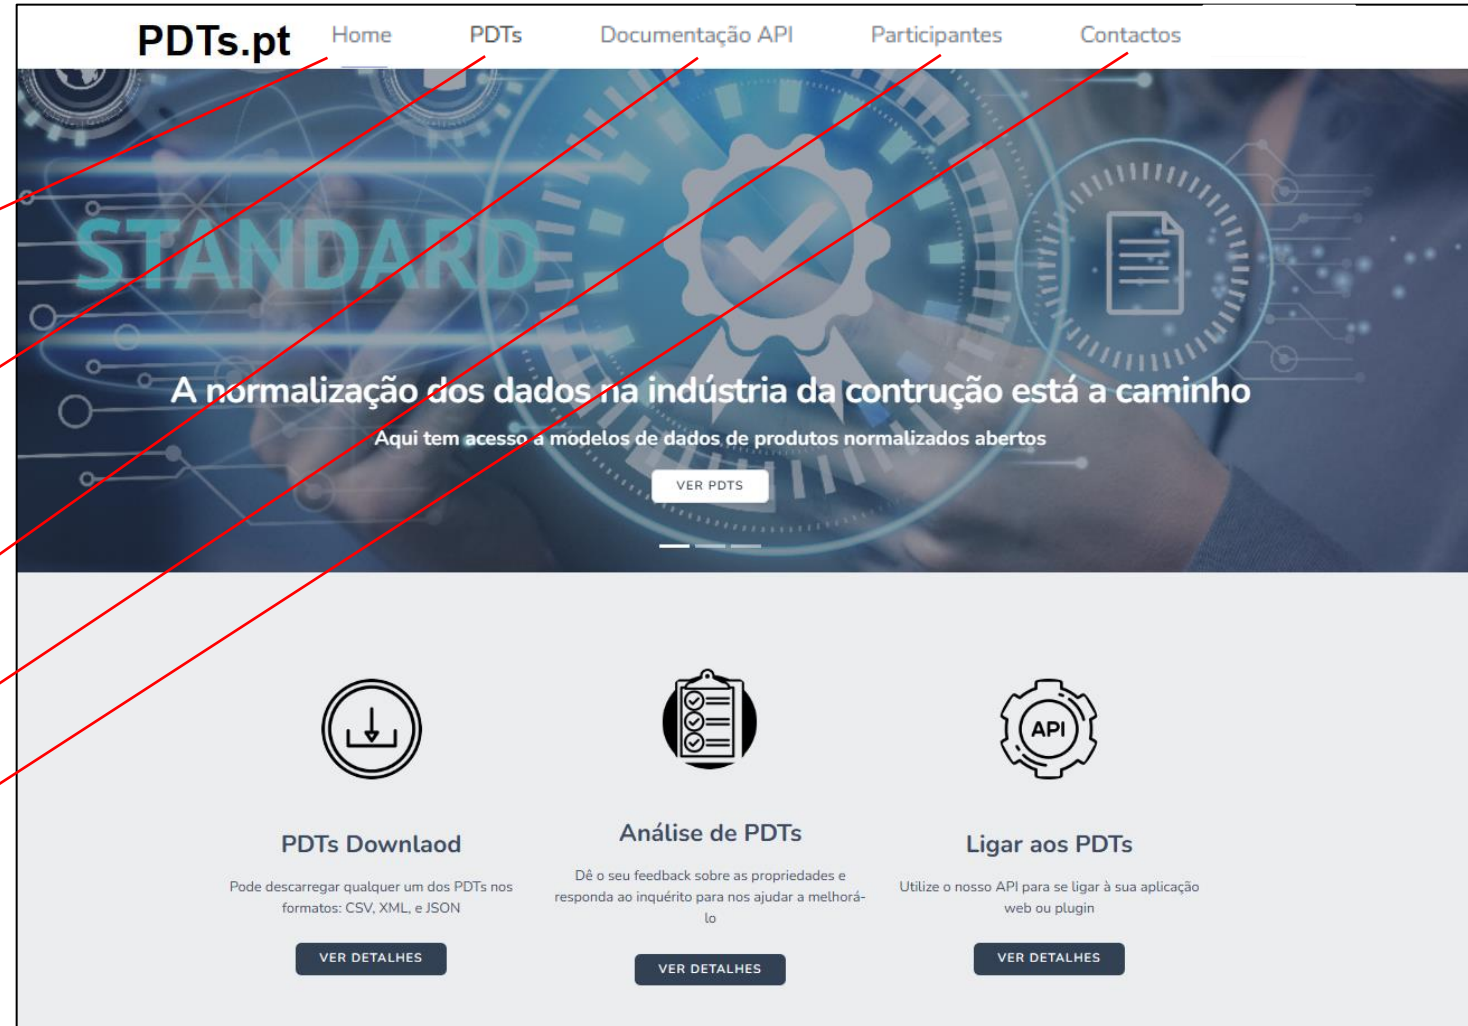 PDTs.pt Home PDTs Documentação API Participantes Contactos
STANDARD
A normalização dos dados na indústria da contrução está a caminho
Aqui tem acesso a modelos de dados de produtos normalizados abertos
VER PDTS
PDTs Downlaod
Pode descarregar qualquer um dos PDTs nos
formatos: CSV, XML, e JSON
VER DETALHES
Análise de PDTs
Dê o seu feedback sobre as propriedades e
responda ao inquérito para nos ajudar a melhorá-
lo
VER DETALHES
API
Ligar aos PDTs
Utilize o nosso API para se ligar à sua aplicação
web ou plugin
VER DETALHES